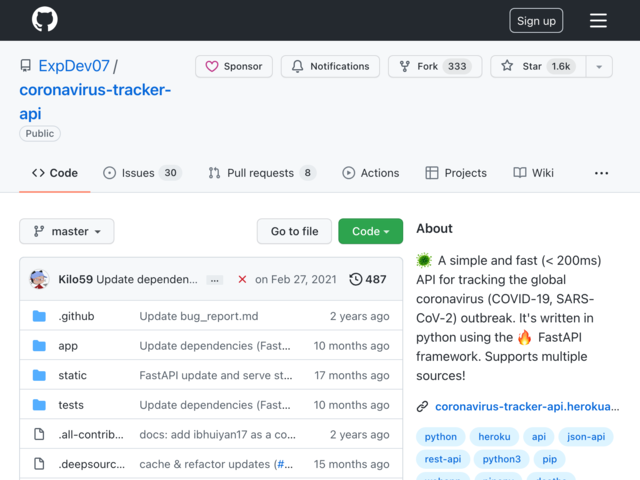 Sign up
ExpDev07 /
coronavirus-tracker-
api
Public
Sponsor
Notifications
Fork 333
Star 1.6k
Code
Issues 30
Pull requests 8
Actions
Projects
Wiki
...
master
Go to file
Code
Kilo59 Update dependen... ... on Feb 27, 2021 487
.github Update bug_report.md 2 years ago
app Update dependencies (Fast... 10 months ago
static FastAPI update and serve st... 17 months ago
tests Update dependencies (Fast... 10 months ago
.all-contrib... docs: add ibhuiyan17 as a co... 2 years ago
.deepsourc... cache & refactor updates (#... 15 months ago
About
A simple and fast (< 200ms)
API for tracking the global
coronavirus (COVID-19, SARS-
CoV-2) outbreak. It's written in
python using the 🔥 FastAPI
framework. Supports multiple
sources!
coronavirus-tracker-api.heroku​a...
python heroku api json-api
rest-api python3 pip